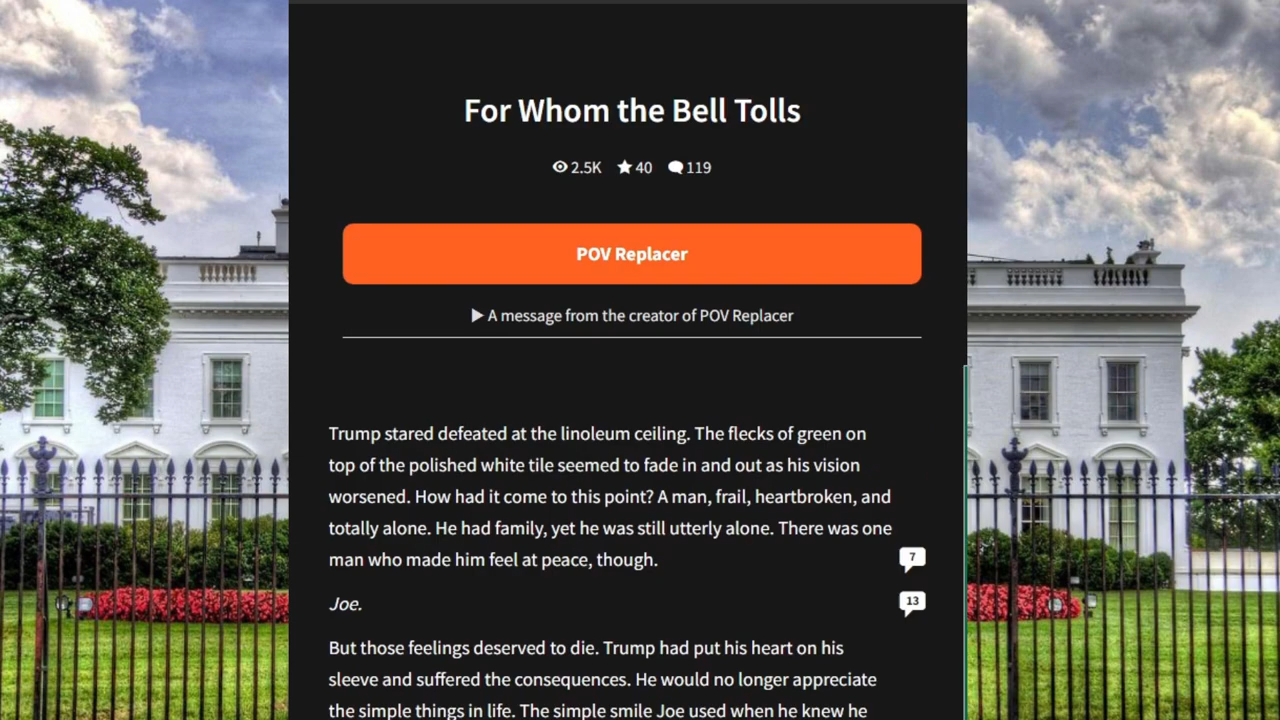 For Whom the Bell Tolls
2.5K 40 119
POV Replacer
▶ A message from the creator of POV Replacer
Trump stared defeated at the linoleum ceiling. The flecks of green on
top of the polished white tile seemed to fade in and out as his vision
worsened. How had it come to this point? A man, frail, heartbroken, and
totally alone. He had family, yet he was still utterly alone. There was one
man who made him feel at peace, though.
7
Joe.
13
But those feelings deserved to die. Trump had put his heart on his
sleeve and suffered the consequences. He would no longer appreciate
the simple things in life. The simple smile Joe used when he knew he